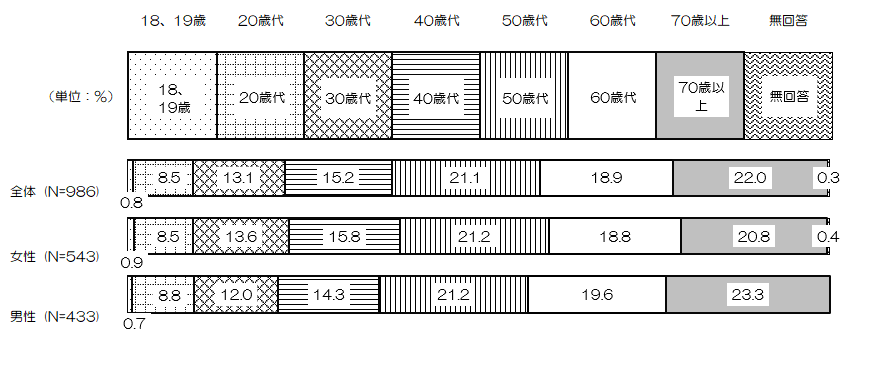 18、19歳 20歳代 30歳代 40歳代 50歳代 60歳代 70歳以上 無回答
（単位：%） 18、 20歳代 30歳代 40歳代 50歳代 60歳代 70歳以 無回答
19歳 上
全体 (N=986) 8.5 13.1 15.2 21.1 18.9 22.0 0.3
0.8
女性 (N=543) 8.5 13.6 15.8 21.2 18.8 20.8 0.4
0.9
男性 (N=433) 8.8 12.0 14.3 21.2 19.6 23.3
0.7